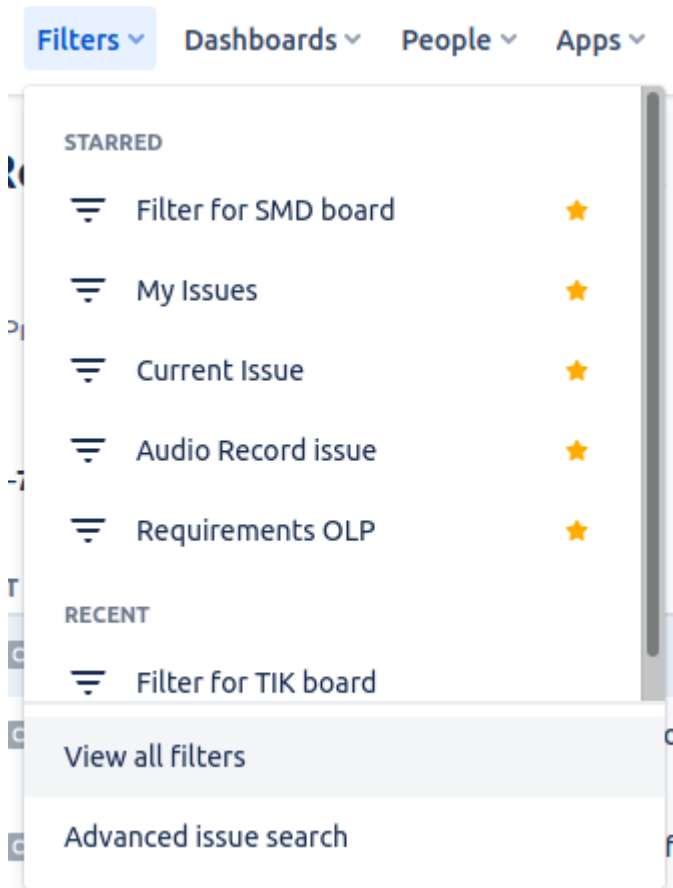 Filters Dashboards People Apps
STARRED
Filter for SMD board
My Issues
Current Issue
Audio Record issue
Requirements OLP
RECENT
Filter for TIK board
View all filters
Advanced issue search